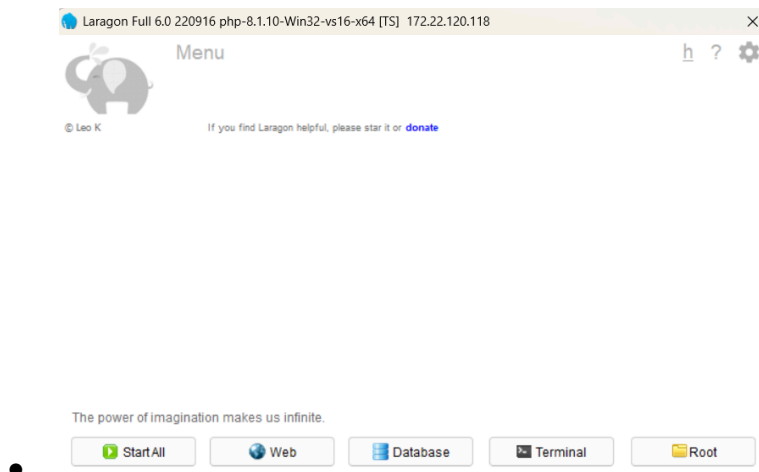 Laragon Full 6.0 220916 php-8.1.10-Win32-vs16-x64 [TS] 172.22.120.118
Menu
h ?
© Leo K
If you find Laragon helpful, please star it or donate
The power of imagination makes us infinite.
Start All
Web
Database
Terminal
Root